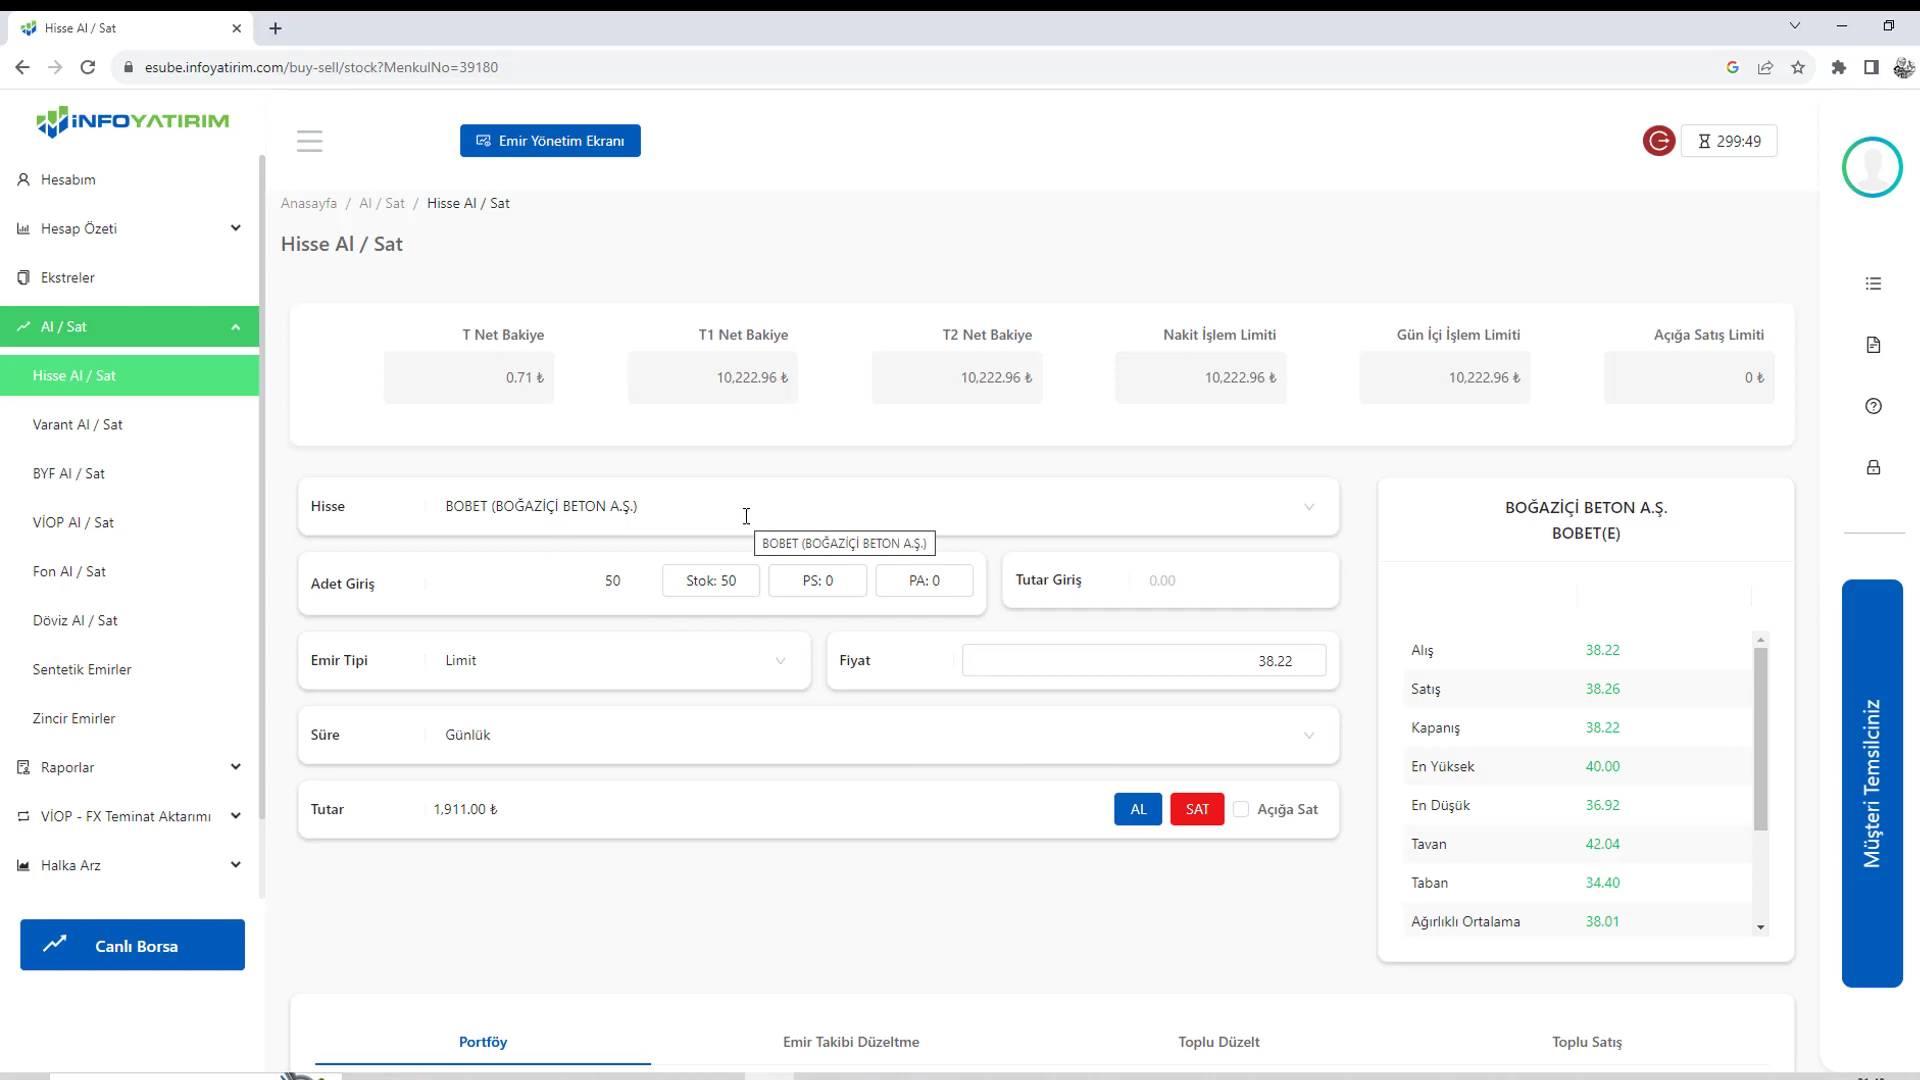 Hisse Al / Sat
esube.infoyatirim.com/buy-sell/stock?MenkulNo=39180
iNFOYATIRIM
Emir Yönetim Ekranı
299:49
Hesabım
Hesap Özeti
Ekstreler
Al / Sat
Hisse Al / Sat
Varant Al / Sat
BYF Al / Sat
VİOP Al / Sat
Fon Al / Sat
Döviz Al / Sat
Sentetik Emirler
Zincir Emirler
Raporlar
VİOP - FX Teminat Aktarımı
Halka Arz
Canlı Borsa
Anasayfa / Al / Sat / Hisse Al / Sat
Hisse Al / Sat
T Net Bakiye T1 Net Bakiye T2 Net Bakiye Nakit İşlem Limiti Gün İçi İşlem Limiti Açığa Satış Limiti
0.71 ₺ 10,222.96 ₺ 10,222.96 ₺ 10,222.96 ₺ 10,222.96 ₺ 0 ₺
Hisse BOBET (BOĞAZİÇİ BETON A.Ş.)
BOBET (BOĞAZİÇİ BETON A.Ş.)
Adet Giriş 50 Stok: 50 PS: 0 PA: 0 Tutar Giriş 0.00
Emir Tipi Limit Fiyat 38.22
Süre Günlük
Tutar 1,911.00 ₺ AL SAT Açığa Sat
BOĞAZİÇİ BETON A.Ş.
BOBET(E)
Alış 38.22
Satış 38.26
Kapanış 38.22
En Yüksek 40.00
En Düşük 36.92
Tavan 42.04
Taban 34.40
Ağırlıklı Ortalama 38.01
Müşteri Temsilciniz
Portföy Emir Takibi Düzeltme Toplu Düzelt Toplu Satış